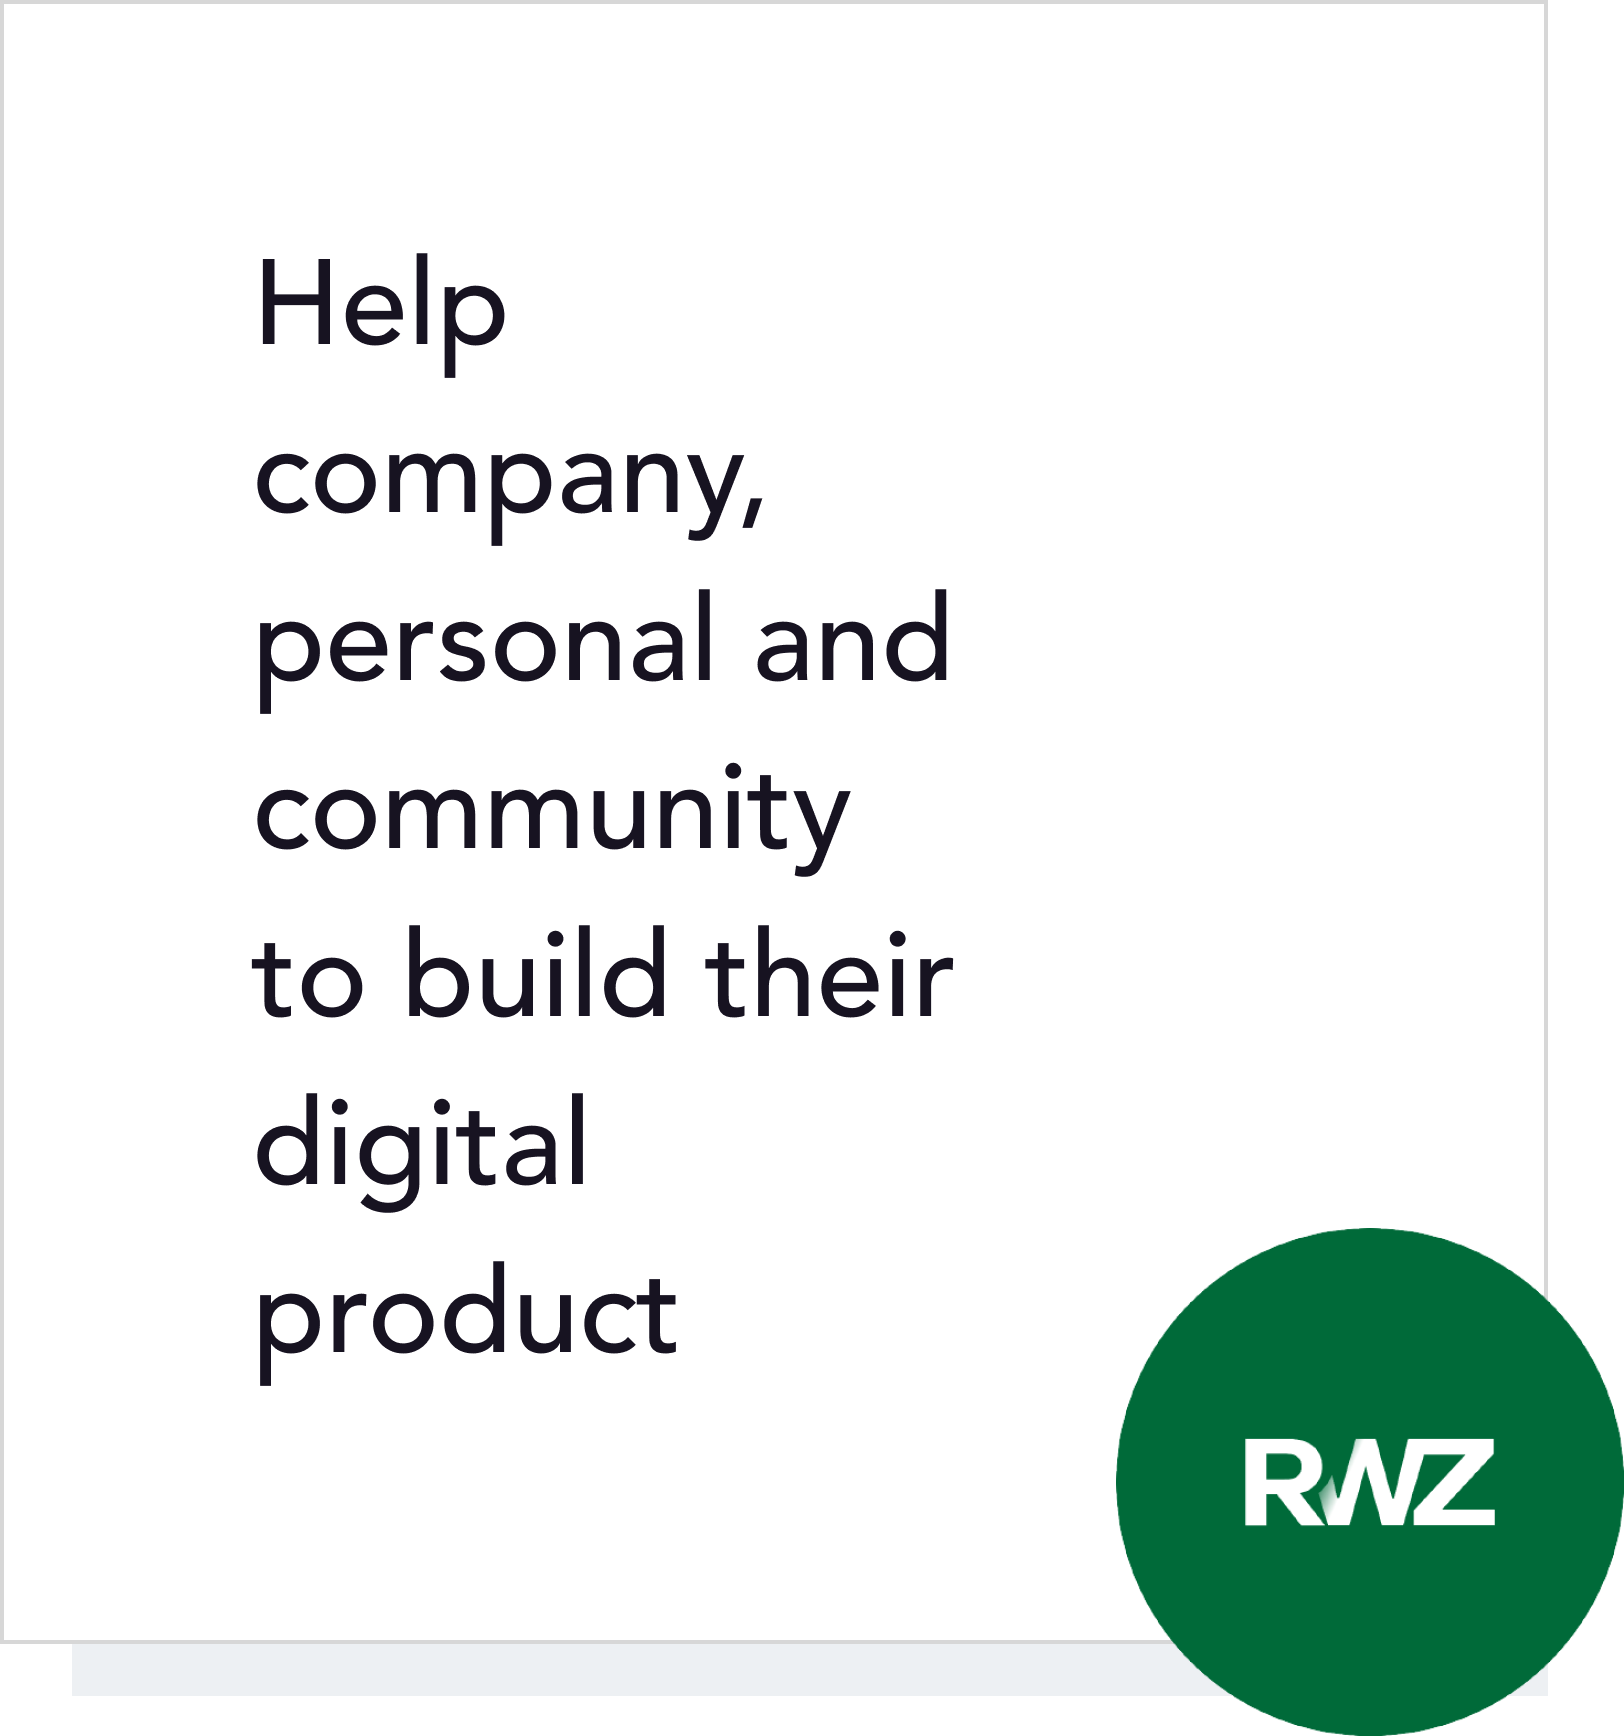 Help
company,
personal and
community
to build their
digital
product
RWZ